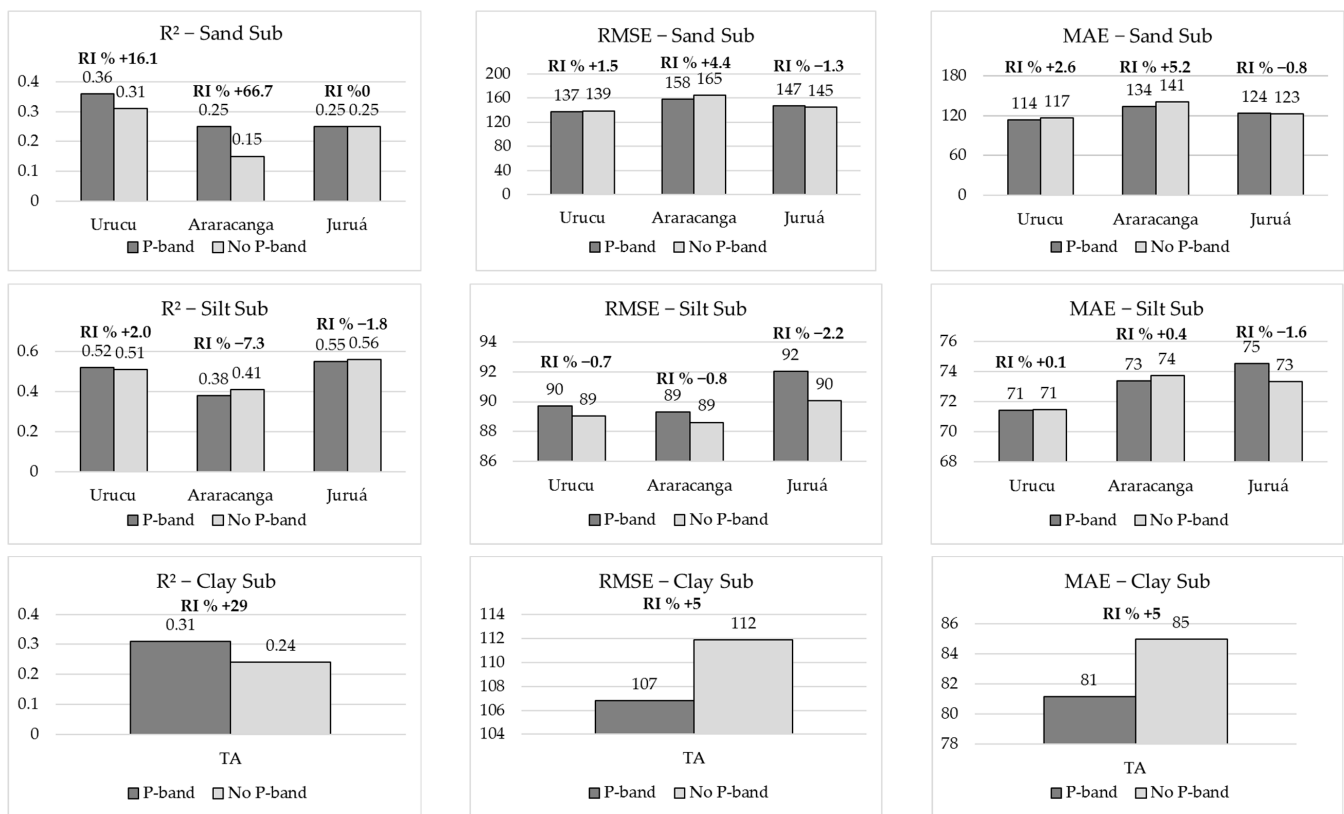 R² – Sand Sub
RI % +16.1
RI % +66.7
RI %0
0.4
0.3
0.2
0.1
0
0.36
0.31
0.25
0.15
0.25
0.25
Urucu
Araracanga
Juruá
P-band
No P-band
RMSE – Sand Sub
RI % +1.5
RI % +4.4
RI % −1.3
200
160
120
80
40
0
137
139
158
165
147
145
Urucu
Araracanga
Juruá
P-band
No P-band
MAE – Sand Sub
RI % +2.6
RI % +5.2
RI % −0.8
180
120
60
0
114
117
134
141
124
123
Urucu
Araracanga
Juruá
P-band
No P-band
R² – Silt Sub
RI % +2.0
RI % −7.3
RI % −1.8
0.6
0.4
0.2
0
0.52
0.51
0.38
0.41
0.55
0.56
Urucu
Araracanga
Juruá
P-band
No P-band
RMSE – Silt Sub
RI % −0.7
RI % −0.8
RI % −2.2
94
92
90
88
86
90
89
89
89
92
90
Urucu
Araracanga
Juruá
P-band
No P-band
MAE – Silt Sub
RI % +0.1
RI % +0.4
RI % −1.6
76
74
72
70
68
71
71
73
74
75
73
Urucu
Araracanga
Juruá
P-band
No P-band
R² – Clay Sub
RI % +29
0.4
0.3
0.2
0.1
0
0.31
0.24
TA
P-band
No P-band
RMSE – Clay Sub
RI % +5
114
112
110
108
106
104
107
112
TA
P-band
No P-band
MAE – Clay Sub
RI % +5
86
84
82
80
78
81
85
TA
P-band
No P-band